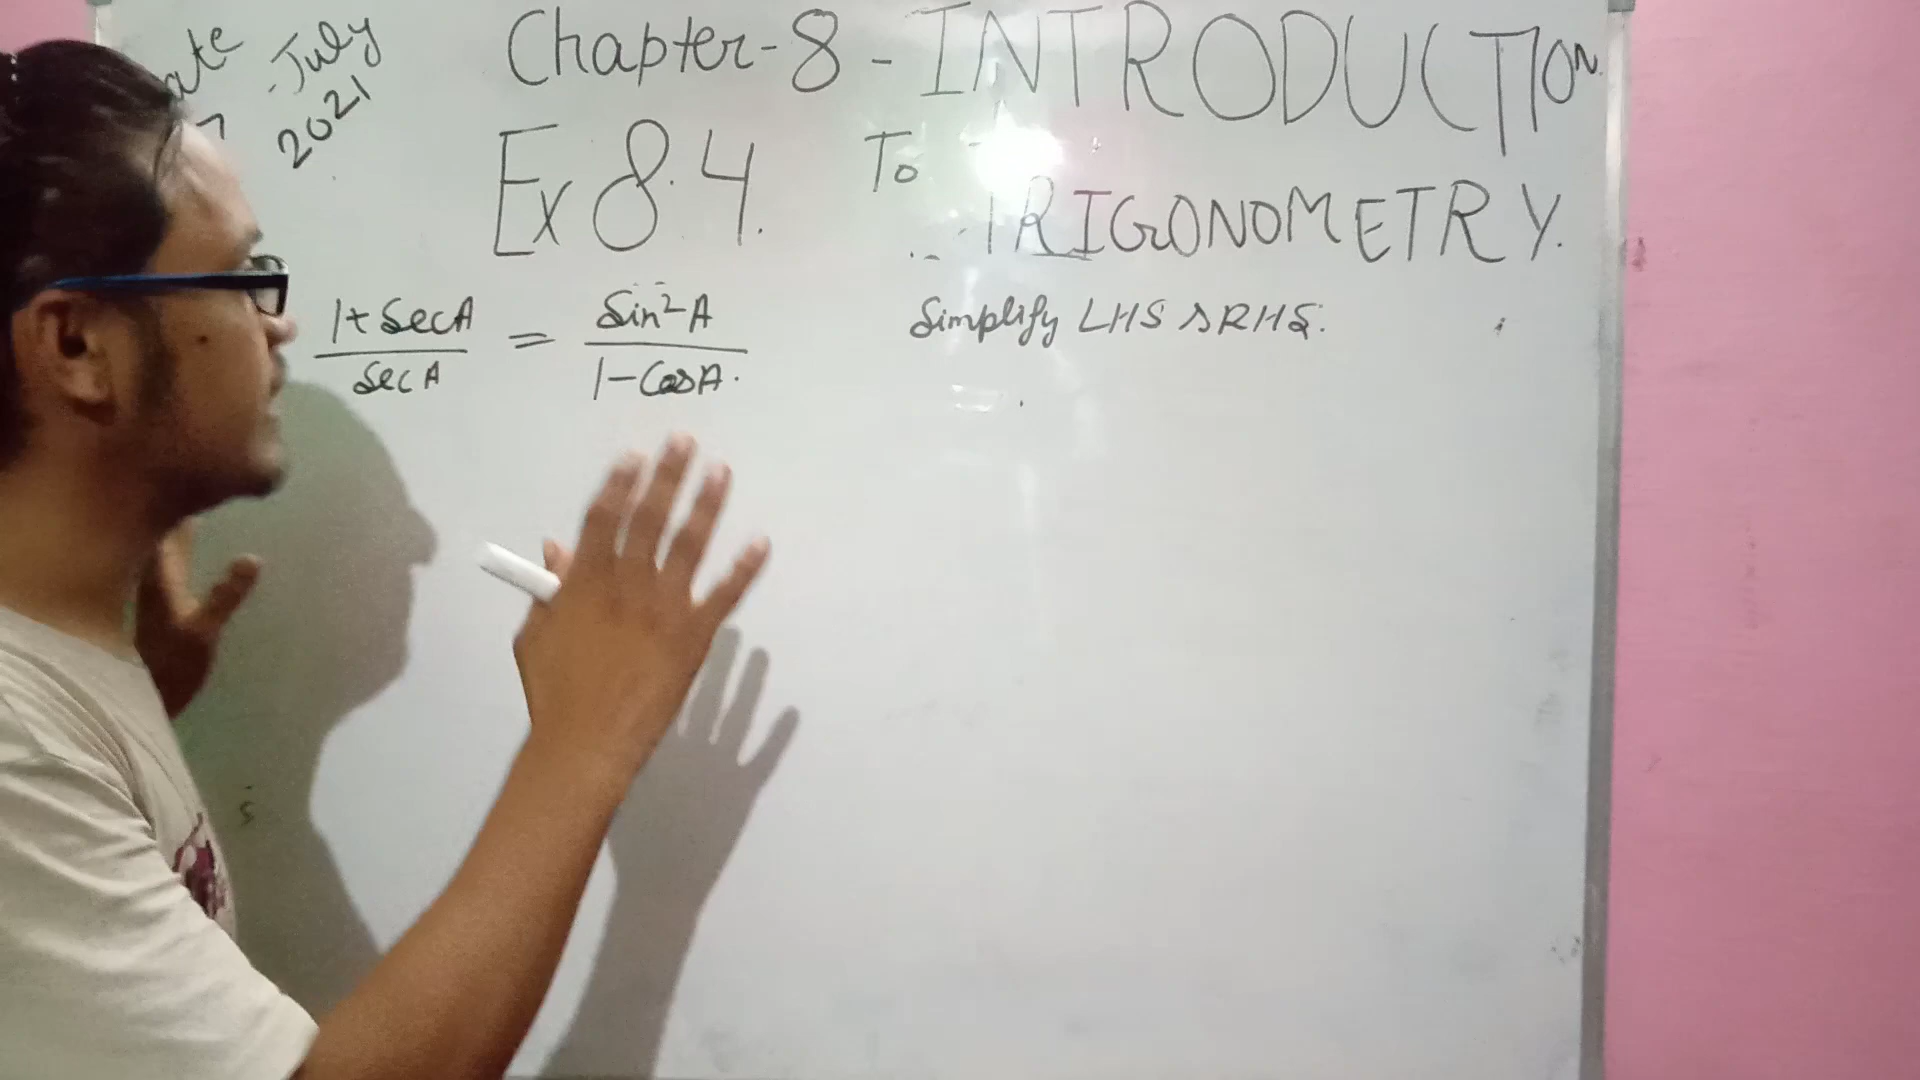 July
2021
Chapter-8 - INTRODUCTION
Ex 8.4. To TRIGONOMETRY.
1+SecA / SecA = Sin²A / 1-CosA.
Simplify LHS & RHS.